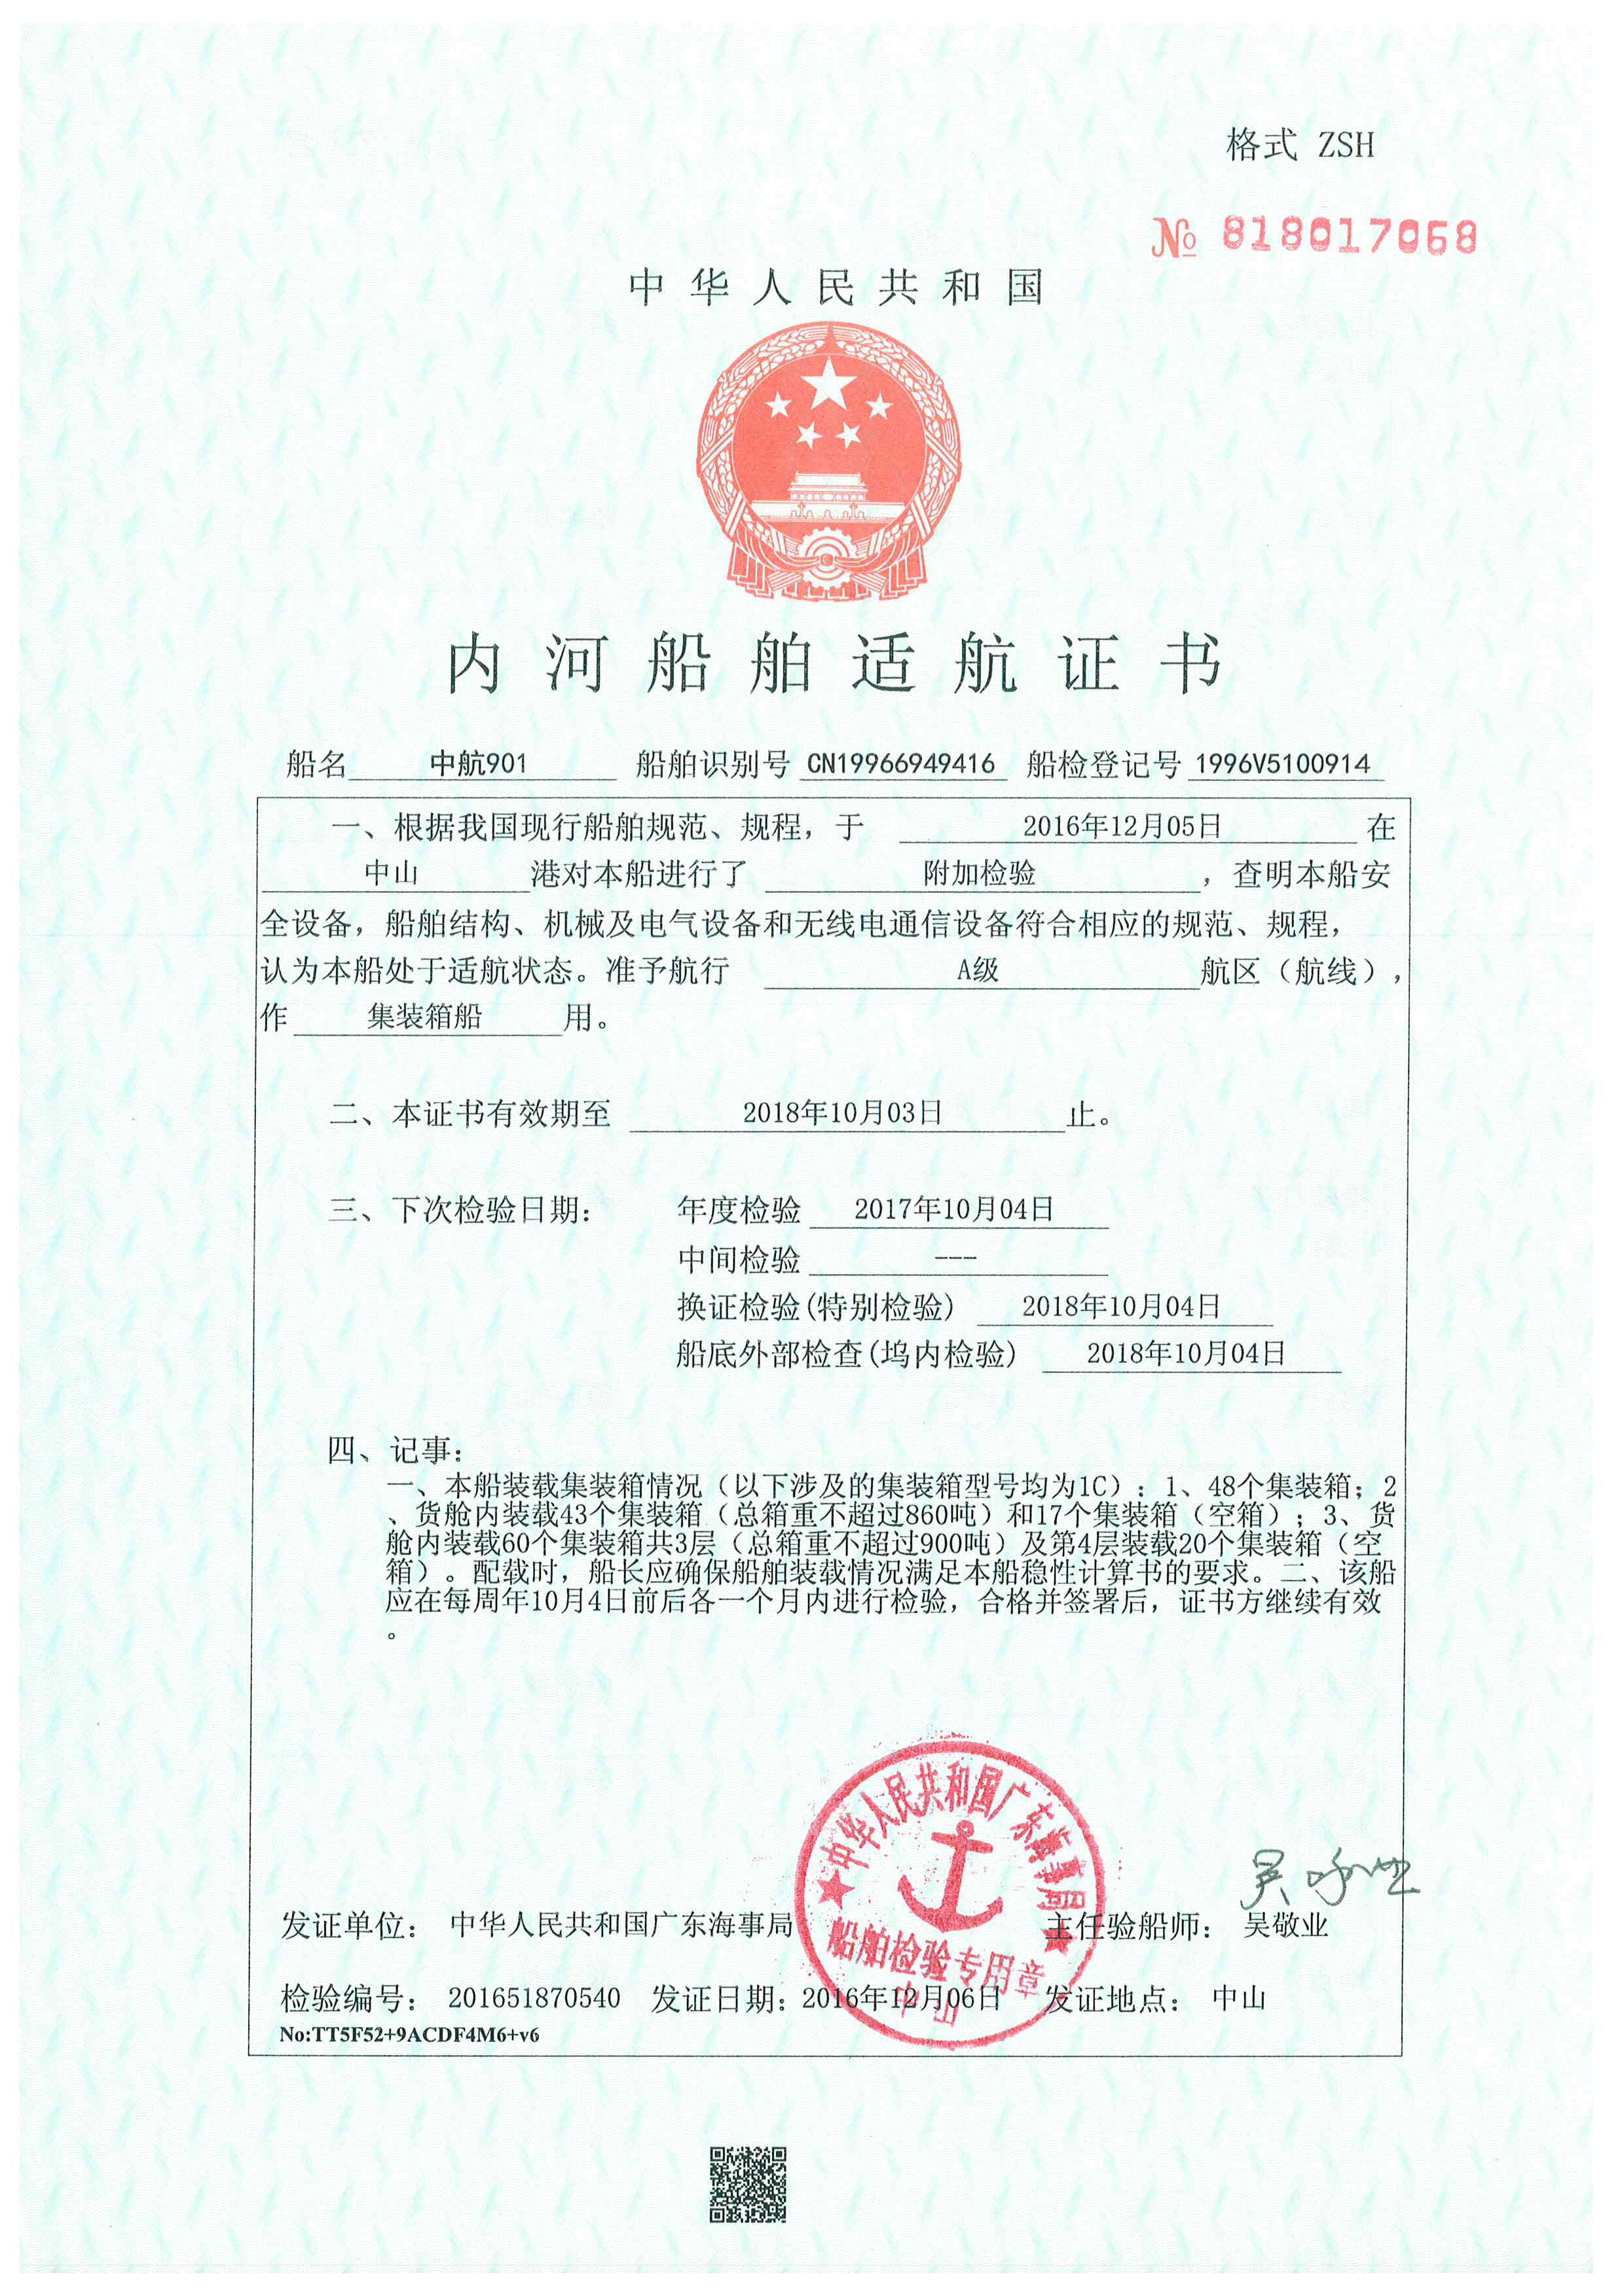 格式 ZSH
№ 818017068
中华人民共和国
内河船舶适航证书
船名 中航901 船舶识别号 CN19966949416 船检登记号 1996V5100914
一、根据我国现行船舶规范、规程，于 2016年12月05日 在
中山 港对本船进行了 附加检验 ，查明本船安
全设备，船舶结构、机械及电气设备和无线电通信设备符合相应的规范、规程，
认为本船处于适航状态。准予航行 A级 航区（航线），
作 集装箱船 用。
二、本证书有效期至 2018年10月03日 止。
三、下次检验日期： 年度检验 2017年10月04日
中间检验 ---
换证检验(特别检验) 2018年10月04日
船底外部检查(坞内检验) 2018年10月04日
四、记事：
一、本船装载集装箱情况（以下涉及的集装箱型号均为1C）：1、48个集装箱；2
、货舱内装载43个集装箱（总箱重不超过860吨）和17个集装箱（空箱）；3、货
舱内装载60个集装箱共3层（总箱重不超过900吨）及第4层装载20个集装箱（空
箱）。配载时，船长应确保船舶装载情况满足本船稳性计算书的要求。二、该船
应在每周年10月4日前后各一个月内进行检验，合格并签署后，证书方继续有效
。
中华人民共和国广东海事局
船舶检验专用章
中山
发证单位： 中华人民共和国广东海事局 主任验船师： 吴敬业
检验编号： 201651870540 发证日期：2016年12月06日 发证地点： 中山
No:TT5F52+9ACDF4M6+v6